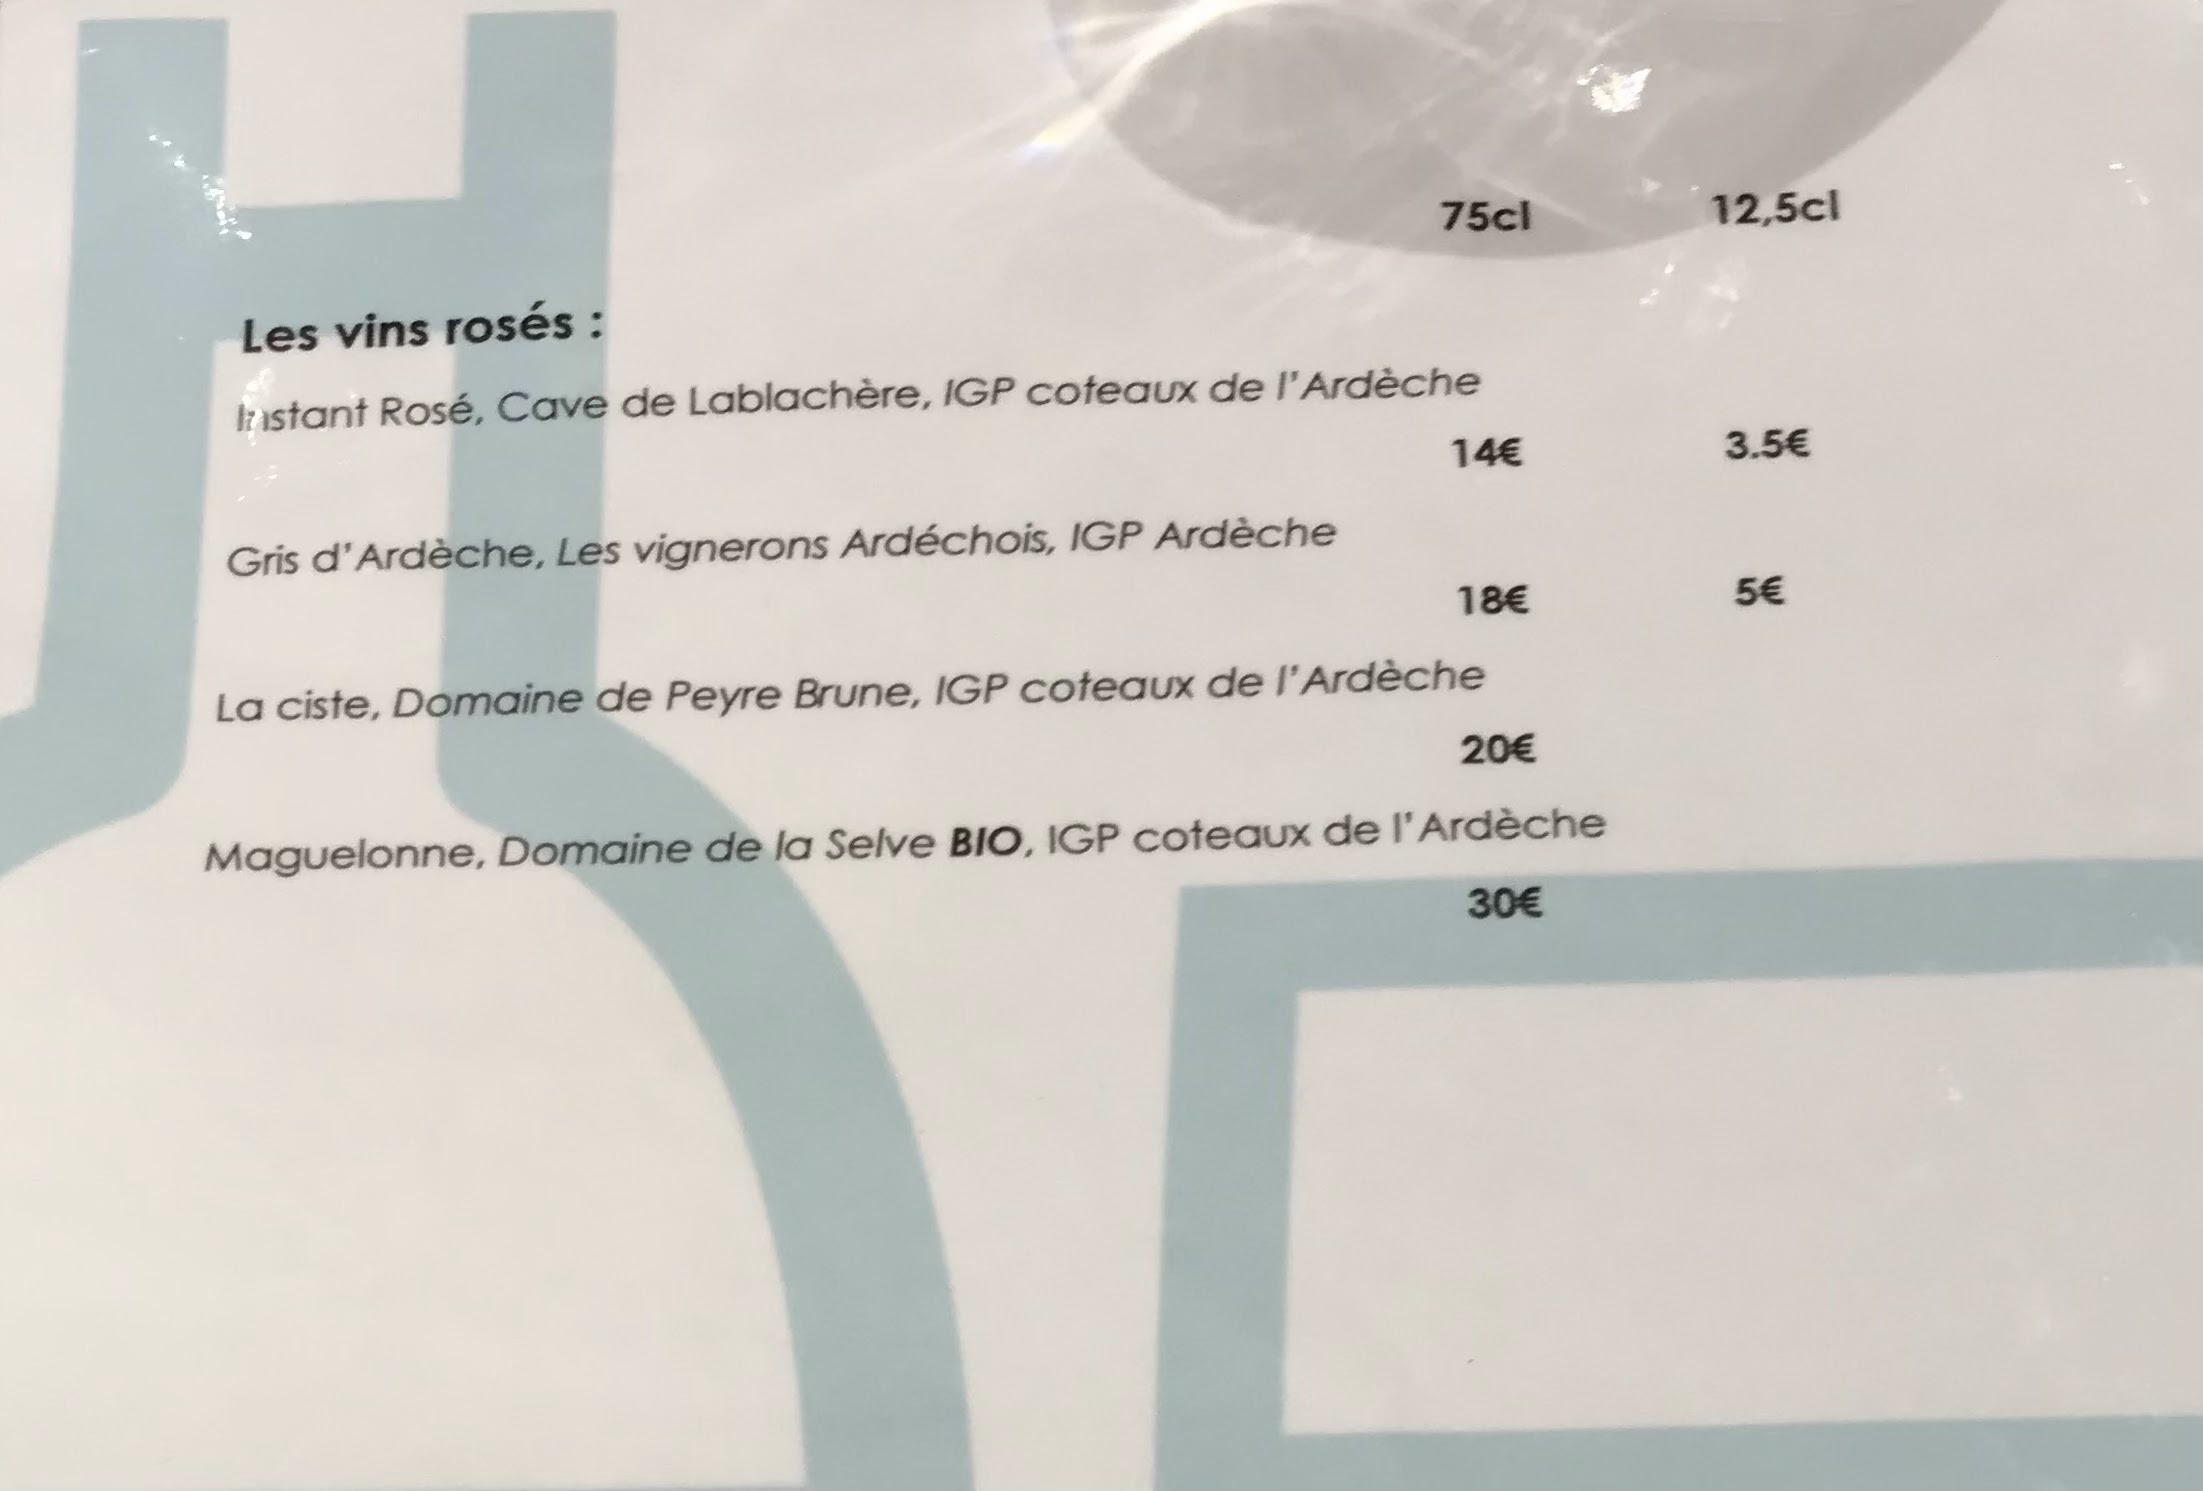 75cl 12,5cl
Les vins rosés :
Instant Rosé, Cave de Lablachère, IGP coteaux de l'Ardèche
14€ 3.5€
Gris d'Ardèche, Les vignerons Ardéchois, IGP Ardèche
18€ 5€
La ciste, Domaine de Peyre Brune, IGP coteaux de l'Ardèche
20€
Maguelonne, Domaine de la Selve BIO, IGP coteaux de l'Ardèche
30€